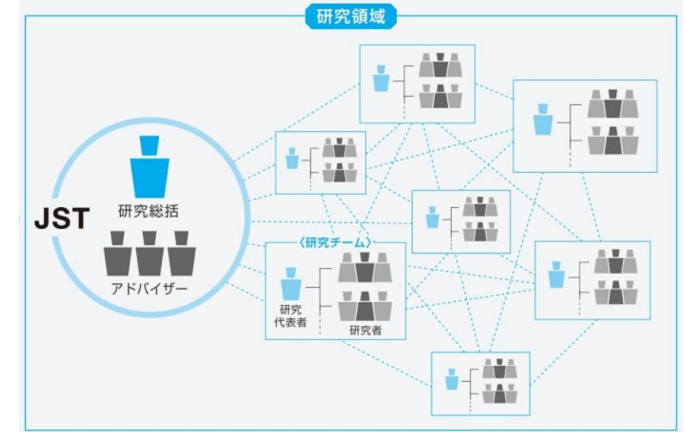 研究領域
JST
研究総括
アドバイザー
〈研究チーム〉
研究
代表者
研究者